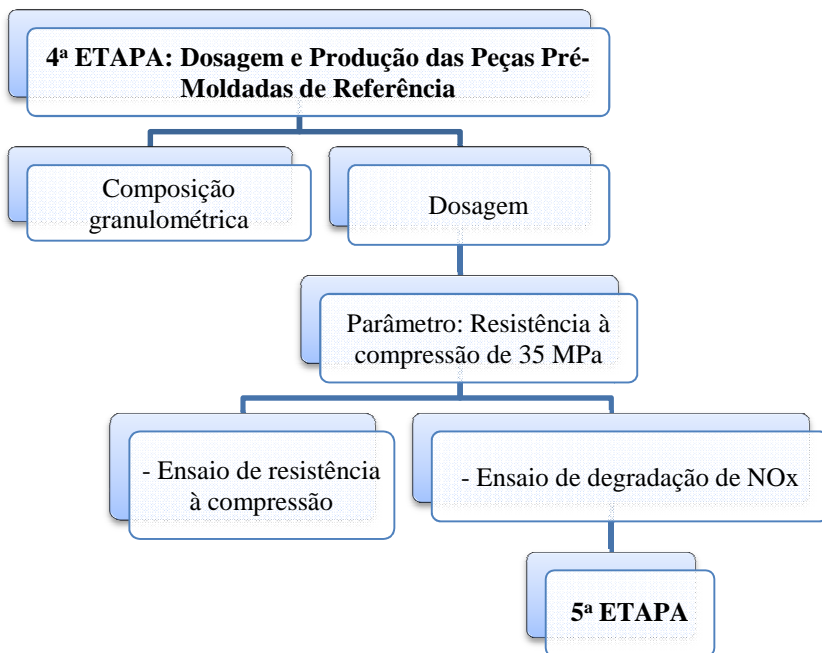 4ª ETAPA: Dosagem e Produção das Peças Pré-
Moldadas de Referência
Composição
granulométrica
Dosagem
Parâmetro: Resistência à
compressão de 35 MPa
- Ensaio de resistência
à compressão
- Ensaio de degradação de NOx
5ª ETAPA